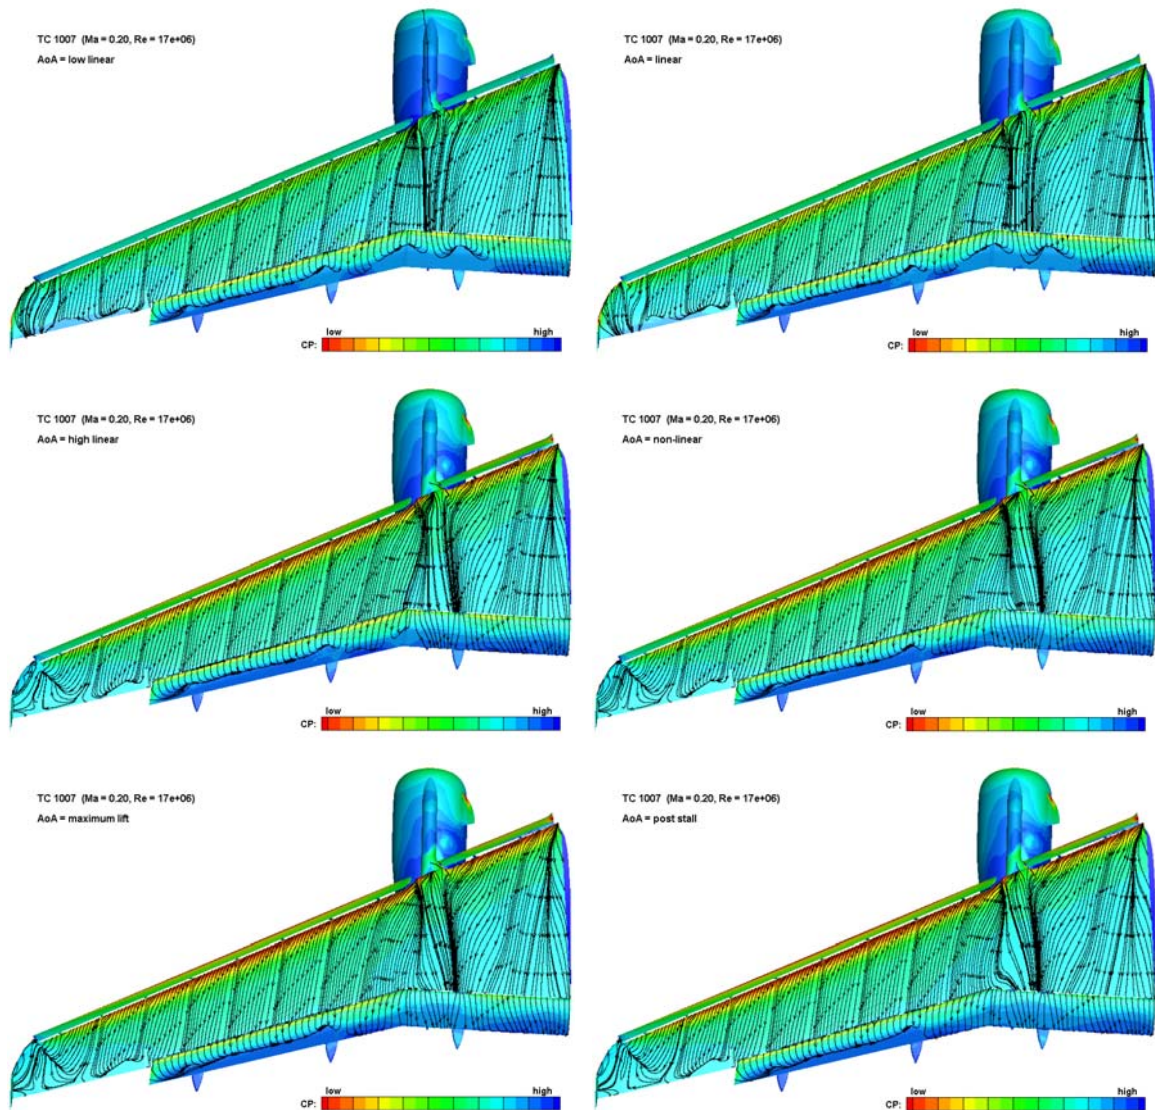 TC 1007 (Ma = 0.20, Re = 17e+06)
AoA = low linear
low high
CP:
TC 1007 (Ma = 0.20, Re = 17e+06)
AoA = linear
low high
CP:
TC 1007 (Ma = 0.20, Re = 17e+06)
AoA = high linear
low high
CP:
TC 1007 (Ma = 0.20, Re = 17e+06)
AoA = non-linear
low high
CP:
TC 1007 (Ma = 0.20, Re = 17e+06)
AoA = maximum lift
low high
CP:
TC 1007 (Ma = 0.20, Re = 17e+06)
AoA = post stall
low high
CP: